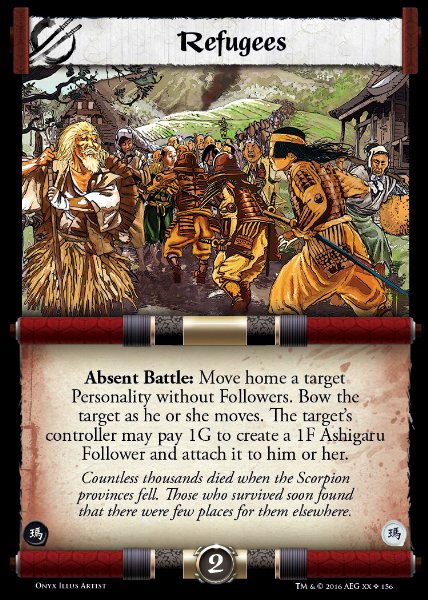 Refugees
Absent Battle: Move home a target
Personality without Followers. Bow the
target as he or she moves. The target's
controller may pay 1G to create a 1F Ashigaru
Follower and attach it to him or her.
Countless thousands died when the Scorpion
provinces fell. Those who survived soon found
that there were few places for them elsewhere.
瑪 瑪
2
Onyx Illus Artist TM & © 2016 AEG XX ❖ 156